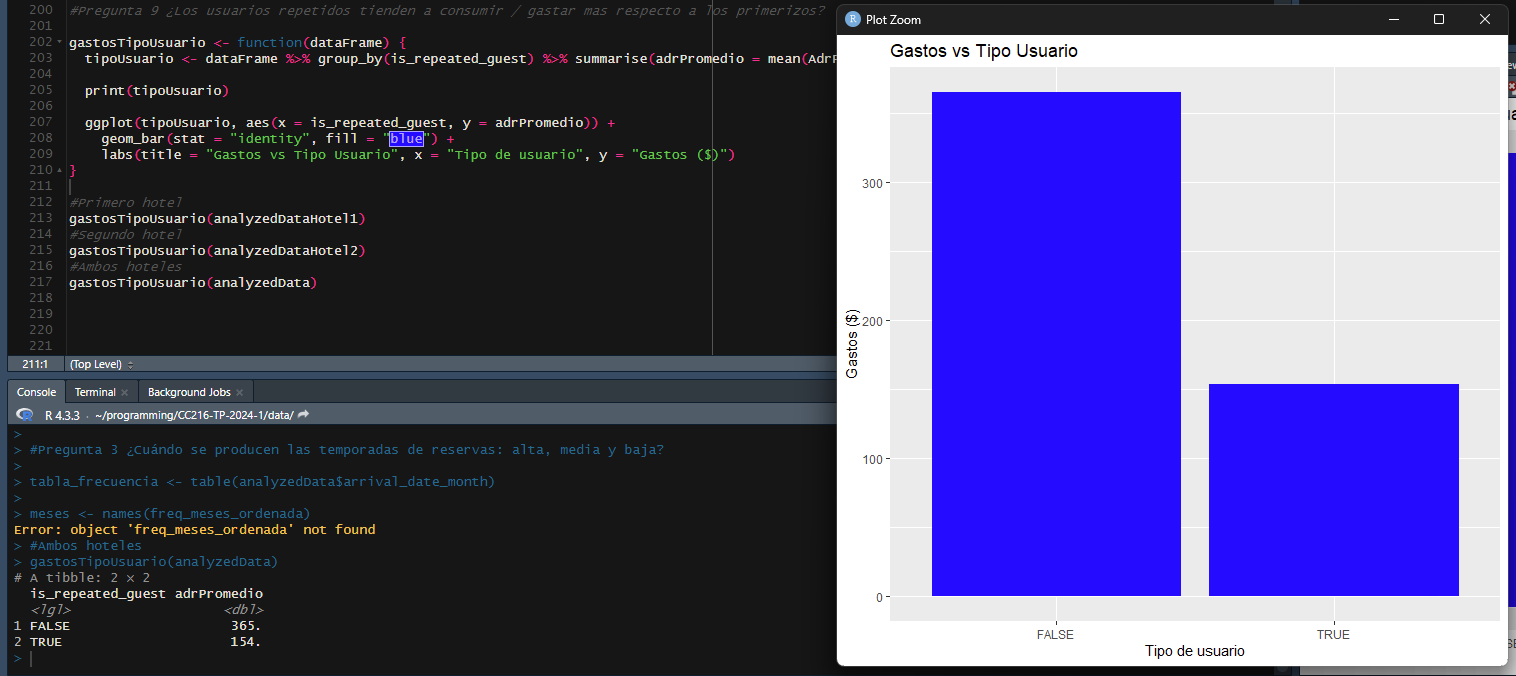 200 #Pregunta 9 ¿Los usuarios repetidos tienden a consumir / gastar mas respecto a los primerizos?
201
202 gastosTipoUsuario <- function(dataFrame) {
203 tipoUsuario <- dataFrame %>% group_by(is_repeated_guest) %>% summarise(adrPromedio = mean(AdrP
204
205 print(tipoUsuario)
206
207 ggplot(tipoUsuario, aes(x = is_repeated_guest, y = adrPromedio)) +
208 geom_bar(stat = "identity", fill = "blue") +
209 labs(title = "Gastos vs Tipo Usuario", x = "Tipo de usuario", y = "Gastos ($)")
210 }
211
212 #Primero hotel
213 gastosTipoUsuario(analyzedDataHotel1)
214 #Segundo hotel
215 gastosTipoUsuario(analyzedDataHotel2)
216 #Ambos hoteles
217 gastosTipoUsuario(analyzedData)
218
219
220
221
211:1 (Top Level)
Console Terminal Background Jobs
R 4.3.3 · ~/programming/CC216-TP-2024-1/data/
>
> #Pregunta 3 ¿Cuándo se producen las temporadas de reservas: alta, media y baja?
>
> tabla_frecuencia <- table(analyzedData$arrival_date_month)
>
> meses <- names(freq_meses_ordenada)
Error: object 'freq_meses_ordenada' not found
> #Ambos hoteles
> gastosTipoUsuario(analyzedData)
# A tibble: 2 × 2
is_repeated_guest adrPromedio
<lgl> <dbl>
1 FALSE 365.
2 TRUE 154.
>
R Plot Zoom
Gastos vs Tipo Usuario
300
200
100
0
Gastos ($)
FALSE TRUE
Tipo de usuario